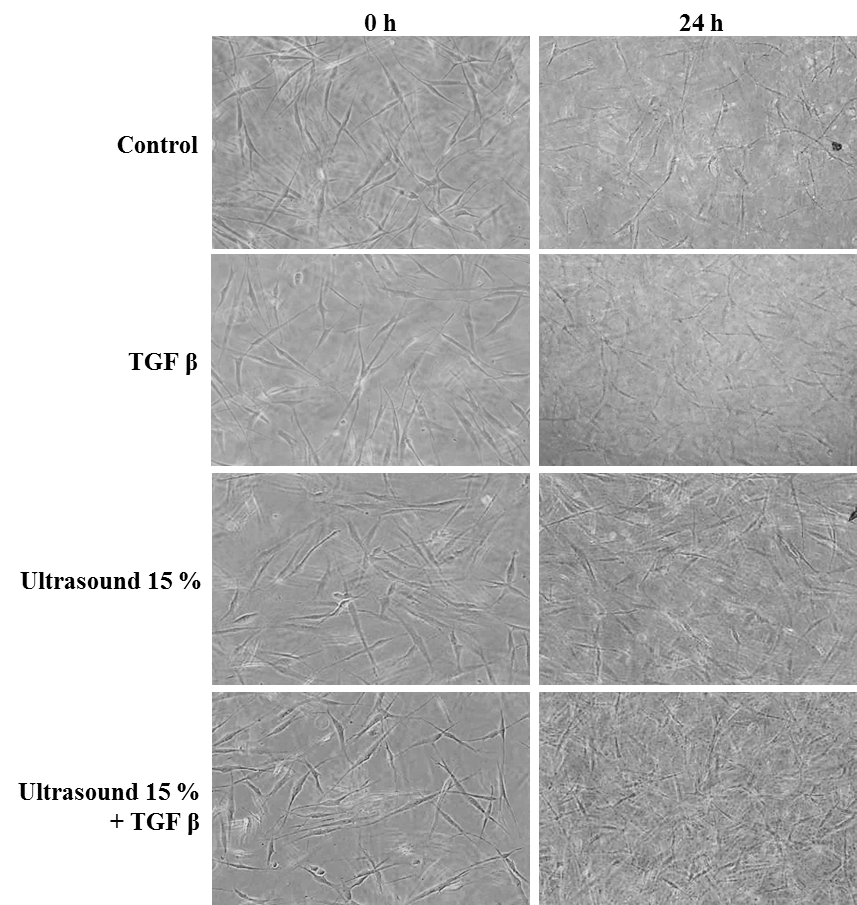 0 h
24 h
Control
TGF β
Ultrasound 15 %
Ultrasound 15 %
+ TGF β